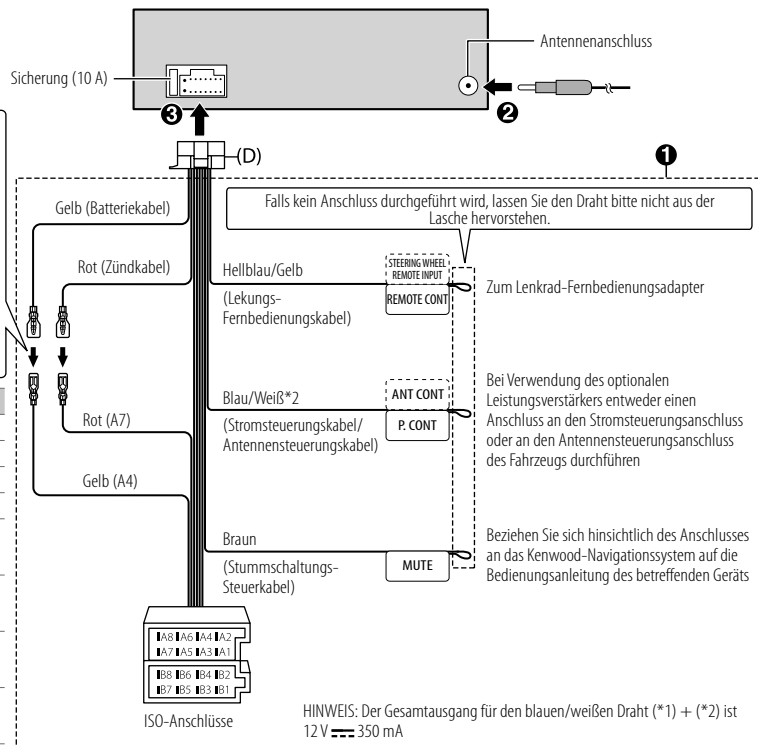 Antennenanschluss
Sicherung (10 A)
❸
❷
(D)
❶
Falls kein Anschluss durchgeführt wird, lassen Sie den Draht bitte nicht aus der
Lasche hervorstehen.
Gelb (Batteriekabel)
Rot (Zündkabel)
Hellblau/Gelb
(Lekungs-
Fernbedienungskabel)
STEERING WHEEL
REMOTE INPUT
REMOTE CONT
Zum Lenkrad-Fernbedienungsadapter
Blau/Weiß*2
(Stromsteuerungskabel/
Antennensteuerungskabel)
ANT CONT
P. CONT
Bei Verwendung des optionalen
Leistungsverstärkers entweder einen
Anschluss an den Stromsteuerungsanschluss
oder an den Antennensteuerungsanschluss
des Fahrzeugs durchführen
Rot (A7)
Gelb (A4)
Braun
(Stummschaltungs-
Steuerkabel)
MUTE
Beziehen Sie sich hinsichtlich des Anschlusses
an das Kenwood-Navigationssystem auf die
Bedienungsanleitung des betreffenden Geräts
A8 A6 A4 A2
A7 A5 A3 A1
B8 B6 B4 B2
B7 B5 B3 B1
ISO-Anschlüsse
HINWEIS: Der Gesamtausgang für den blauen/weißen Draht (*1) + (*2) ist
12 V ⎓ 350 mA